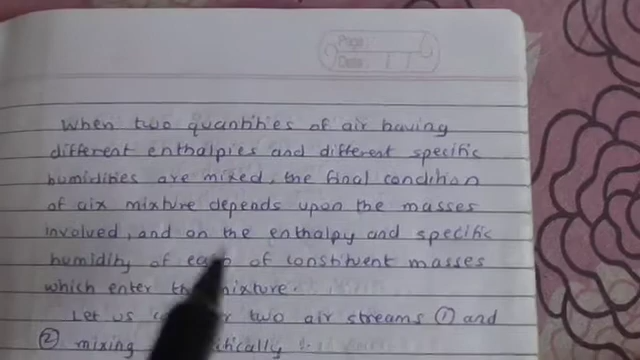 Page
Date
When two quantities of air having
different enthalpies and different specific
humidities are mixed, the final condition
of air mixture depends upon the masses
involved, and on the enthalpy and specific
humidity of each of constituent masses
which enter the mixture.
Let us two air streams ① and
② mixing